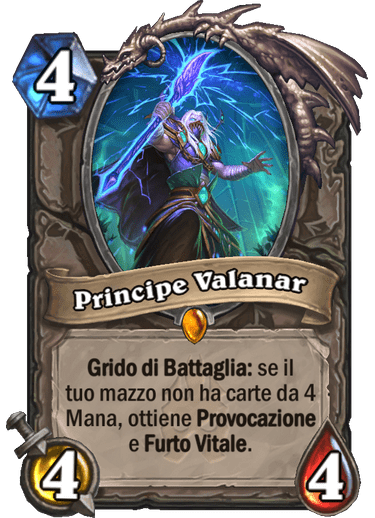 4
Principe Valanar
Grido di Battaglia: se il
tuo mazzo non ha carte da 4
Mana, ottiene Provocazione
e Furto Vitale.
4
4